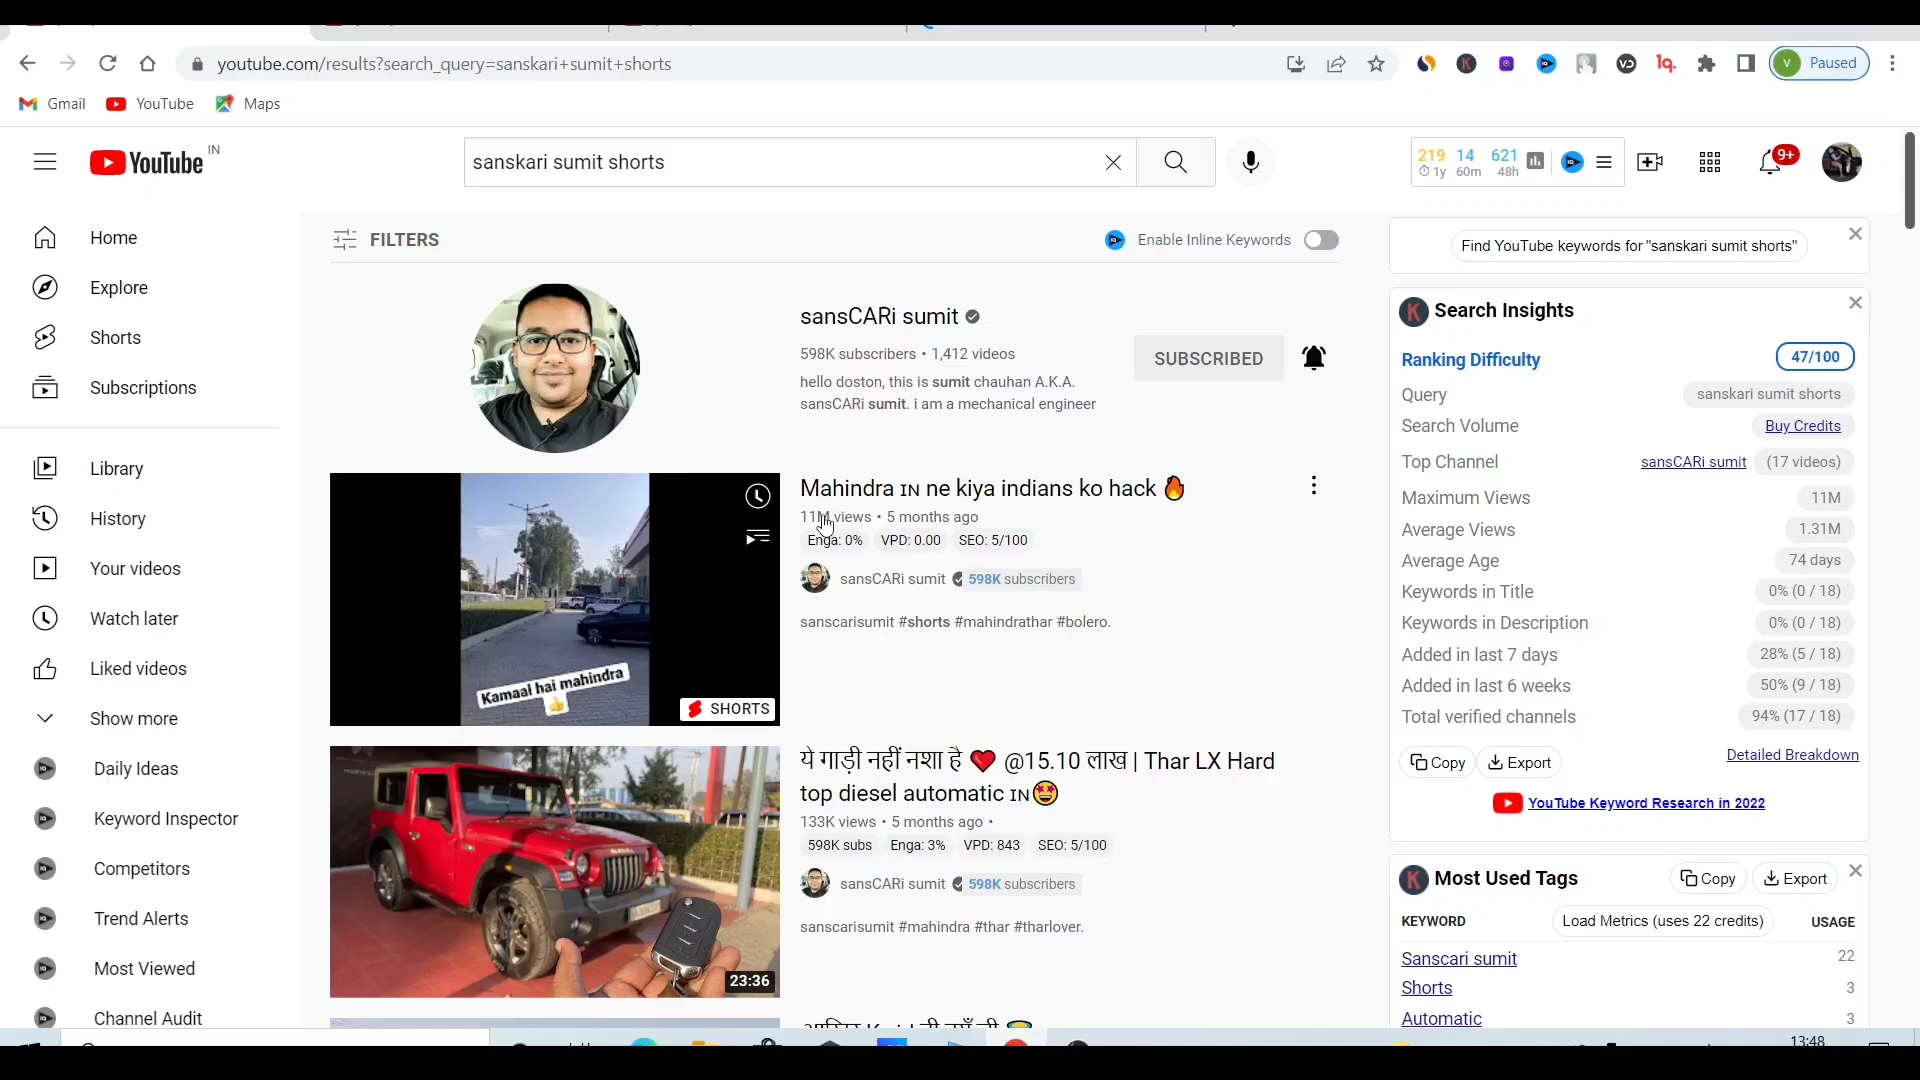 youtube.com/results?search_query=sanskari+sumit+shorts
1q.
V Paused
Gmail YouTube Maps
YouTube IN
sanskari sumit shorts
219 14 621
1y 60m 48h
9+
Home
Explore
Shorts
Subscriptions
Library
History
Your videos
Watch later
Liked videos
Show more
Daily Ideas
Keyword Inspector
Competitors
Trend Alerts
Most Viewed
Channel Audit
FILTERS
Enable Inline Keywords
sansCARi sumit
598K subscribers • 1,412 videos
hello doston, this is sumit chauhan A.K.A.
sansCARi sumit. i am a mechanical engineer
SUBSCRIBED
Kamaal hai mahindra
SHORTS
Mahindra IN ne kiya indians ko hack 🔥
11M views • 5 months ago
Enga: 0% VPD: 0.00 SEO: 5/100
sansCARi sumit 598K subscribers
sanscarisumit #shorts #mahindrathar #bolero.
23:36
ये गाड़ी नहीं नशा है ❤️ @15.10 लाख | Thar LX Hard
top diesel automatic IN🤩
133K views • 5 months ago •
598K subs Enga: 3% VPD: 843 SEO: 5/100
sansCARi sumit 598K subscribers
sanscarisumit #mahindra #thar #tharlover.
Find YouTube keywords for "sanskari sumit shorts"
K Search Insights
Ranking Difficulty 47/100
Query sanskari sumit shorts
Search Volume Buy Credits
Top Channel sansCARi sumit (17 videos)
Maximum Views 11M
Average Views 1.31M
Average Age 74 days
Keywords in Title 0% (0 / 18)
Keywords in Description 0% (0 / 18)
Added in last 7 days 28% (5 / 18)
Added in last 6 weeks 50% (9 / 18)
Total verified channels 94% (17 / 18)
Copy Export Detailed Breakdown
YouTube Keyword Research in 2022
K Most Used Tags Copy Export
KEYWORD Load Metrics (uses 22 credits) USAGE
Sanscari sumit 22
Shorts 3
Automatic 3
13:48